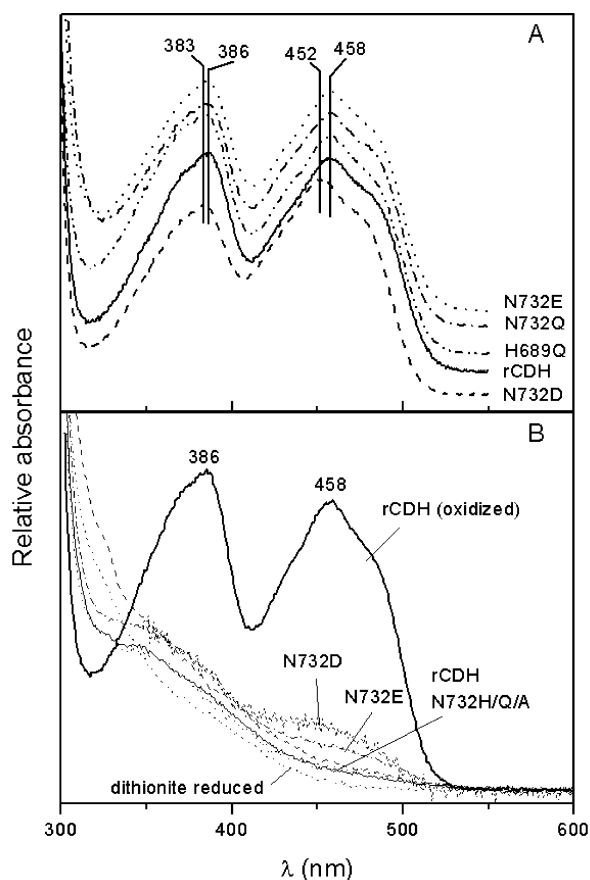 A
383 386 452 458
N732E
N732Q
H689Q
rCDH
N732D
Relative absorbance
B
386
458
rCDH (oxidized)
N732D
rCDH
N732E N732H/Q/A
dithionite reduced
300 400 500 600
λ (nm)